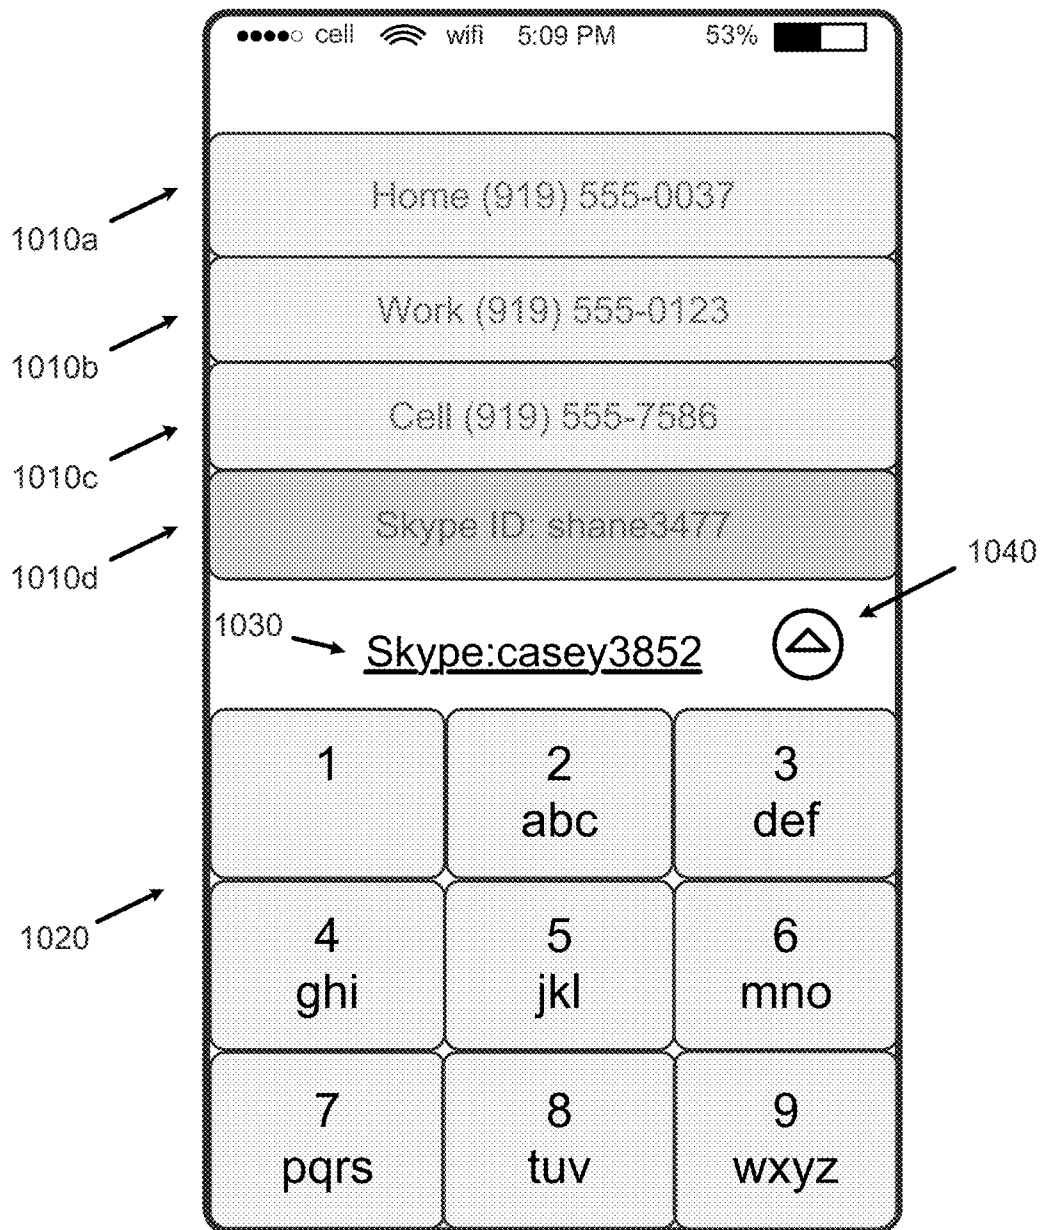 ●●●●○ cell wifi 5:09 PM 53%
Home (919) 555-0037
1010a
Work (919) 555-0123
1010b
Cell (919) 555-7586
1010c
Skype ID: shane3477
1010d
1040
1030
Skype:casey3852
1
2
3
abc
def
1020
4
5
6
ghi
jkl
mno
7
8
9
pqrs
tuv
wxyz